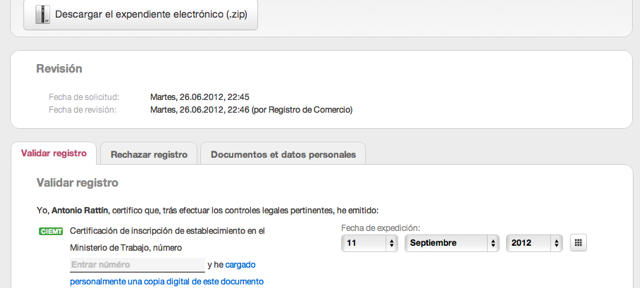 Descargar el expendiente electrónico (.zip)
Revisión
Fecha de solicitud: Martes, 26.06.2012, 22:45
Fecha de revisión: Martes, 26.06.2012, 22:46 (por Registro de Comercio)
Validar registro Rechazar registro Documentos et datos personales
Validar registro
Yo, Antonio Rattín, certifico que, trás efectuar los controles legales pertinentes, he emitido:
CIEMT Certificación de inscripción de establecimiento en el
Ministerio de Trabajo, número
Entrar núméro y he cargado
personalmente una copia digital de este documento
Fecha de expedición:
11 Septiembre 2012